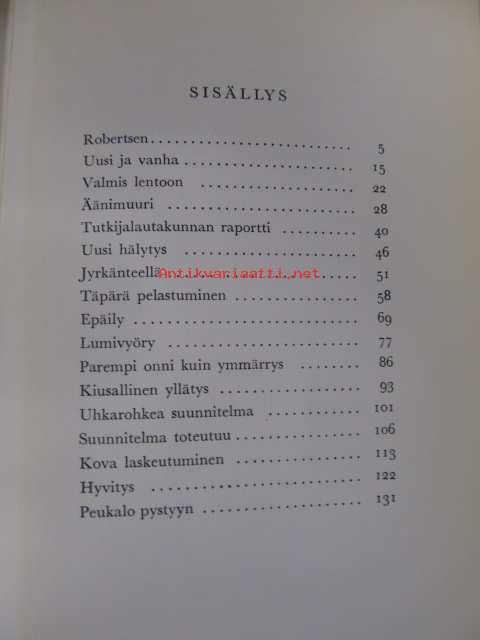 SISÄLLYS
Robertsen.............................. 5
Uusi ja vanha......................... 15
Valmis lentoon ....................... 22
Äänimuuri ............................ 28
Tutkijalautakunnan raportti .......... 40
Uusi hälytys ......................... 46
Jyrkänteellä ......................... 51
Antikvariaatti.net
Täpärä pelastuminen .................. 58
Epäily ............................... 69
Lumivyöry ............................ 77
Parempi onni kuin ymmärrys ........ 86
Kiusallinen yllätys .................. 93
Uhkarohkea suunnitelma ............ 101
Suunnitelma toteutuu ................ 106
Kova laskeutuminen ................. 113
Hyvitys ............................. 122
Peukalo pystyyn ..................... 131